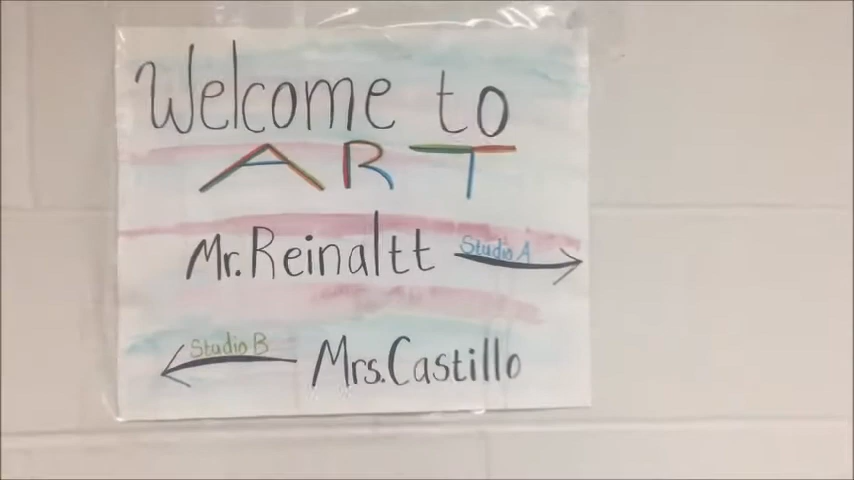 Welcome to
ART
Mr. Reinaltt Studio A
Studio B Mrs. Castillo